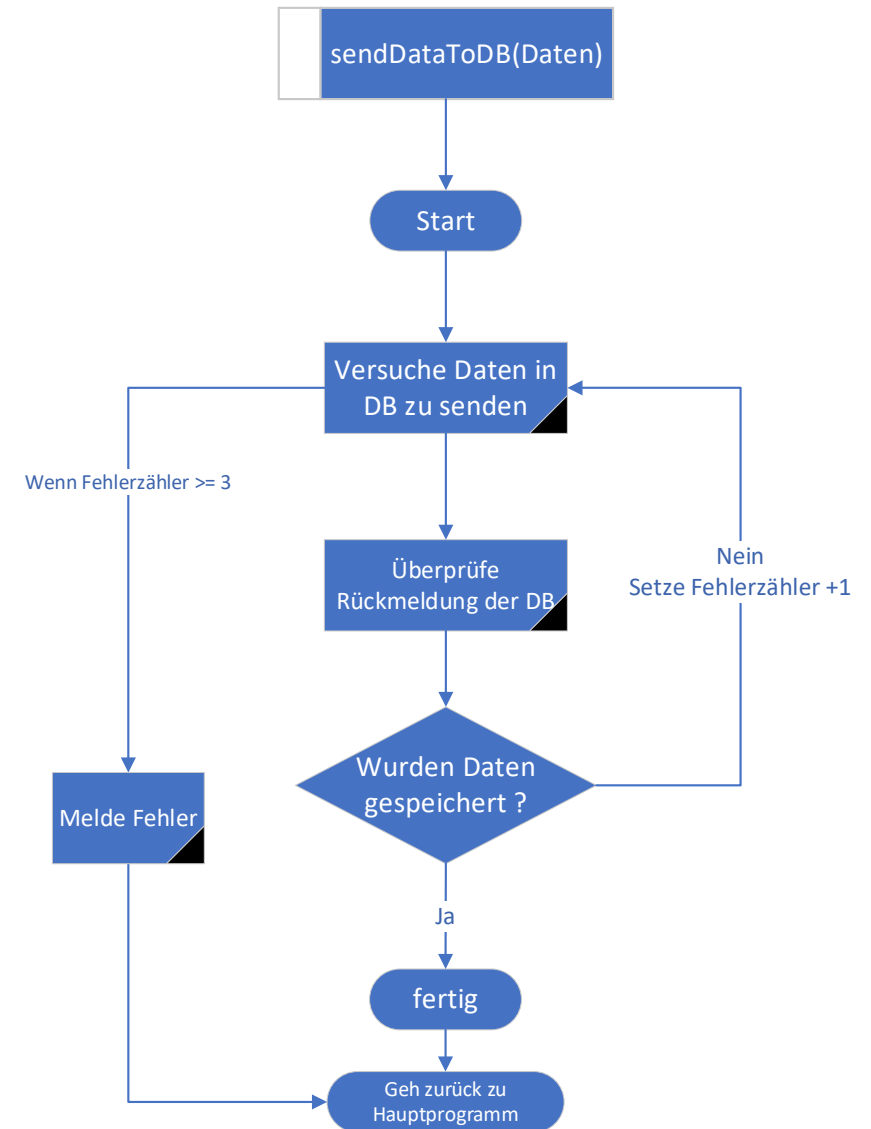 sendDataToDB(Daten)
Start
Versuche Daten in
DB zu senden
Wenn Fehlerzähler >= 3
Überprüfe
Rückmeldung der DB
Nein
Setze Fehlerzähler +1
Wurden Daten
gespeichert ?
Melde Fehler
Ja
fertig
Geh zurück zu
Hauptprogramm